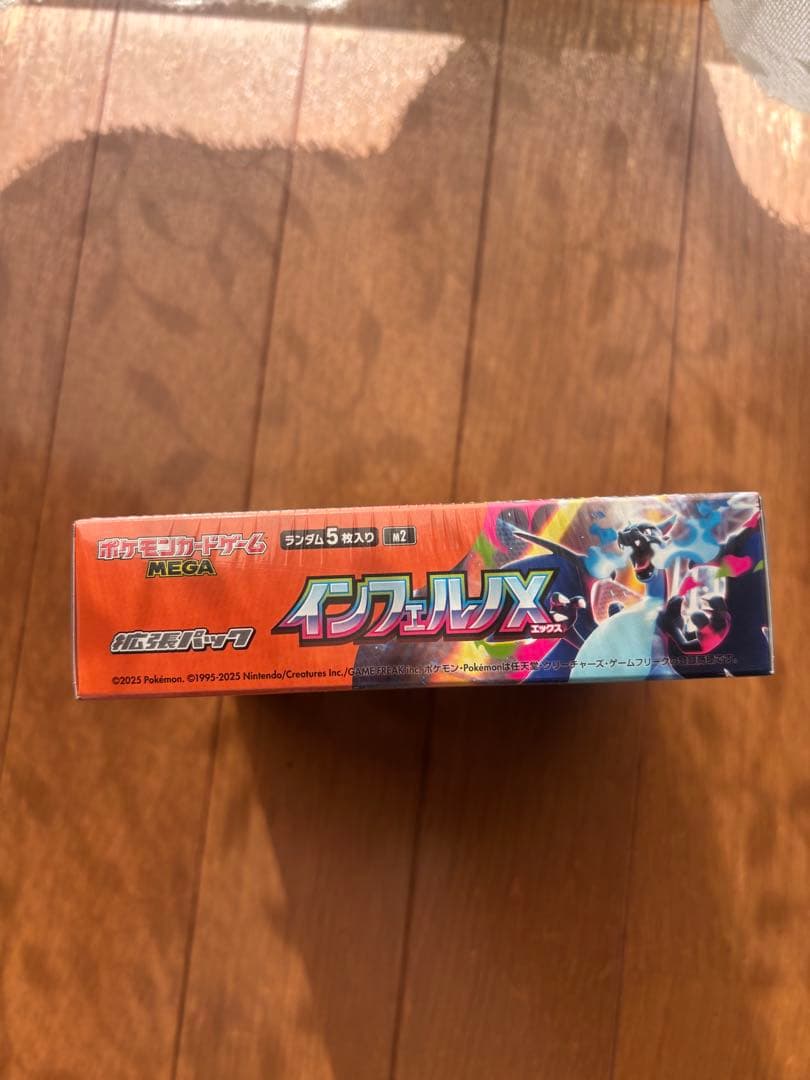 ポケモンカードゲーム
MEGA
ランダム5枚入り
M2
インフェルノX
エックス
拡張パック
©2025 Pokémon. ©1995-2025 Nintendo/Creatures Inc./GAME FREAK inc. ポケモン・Pokémonは任天堂・クリーチャーズ・ゲームフリークの登録商標です。